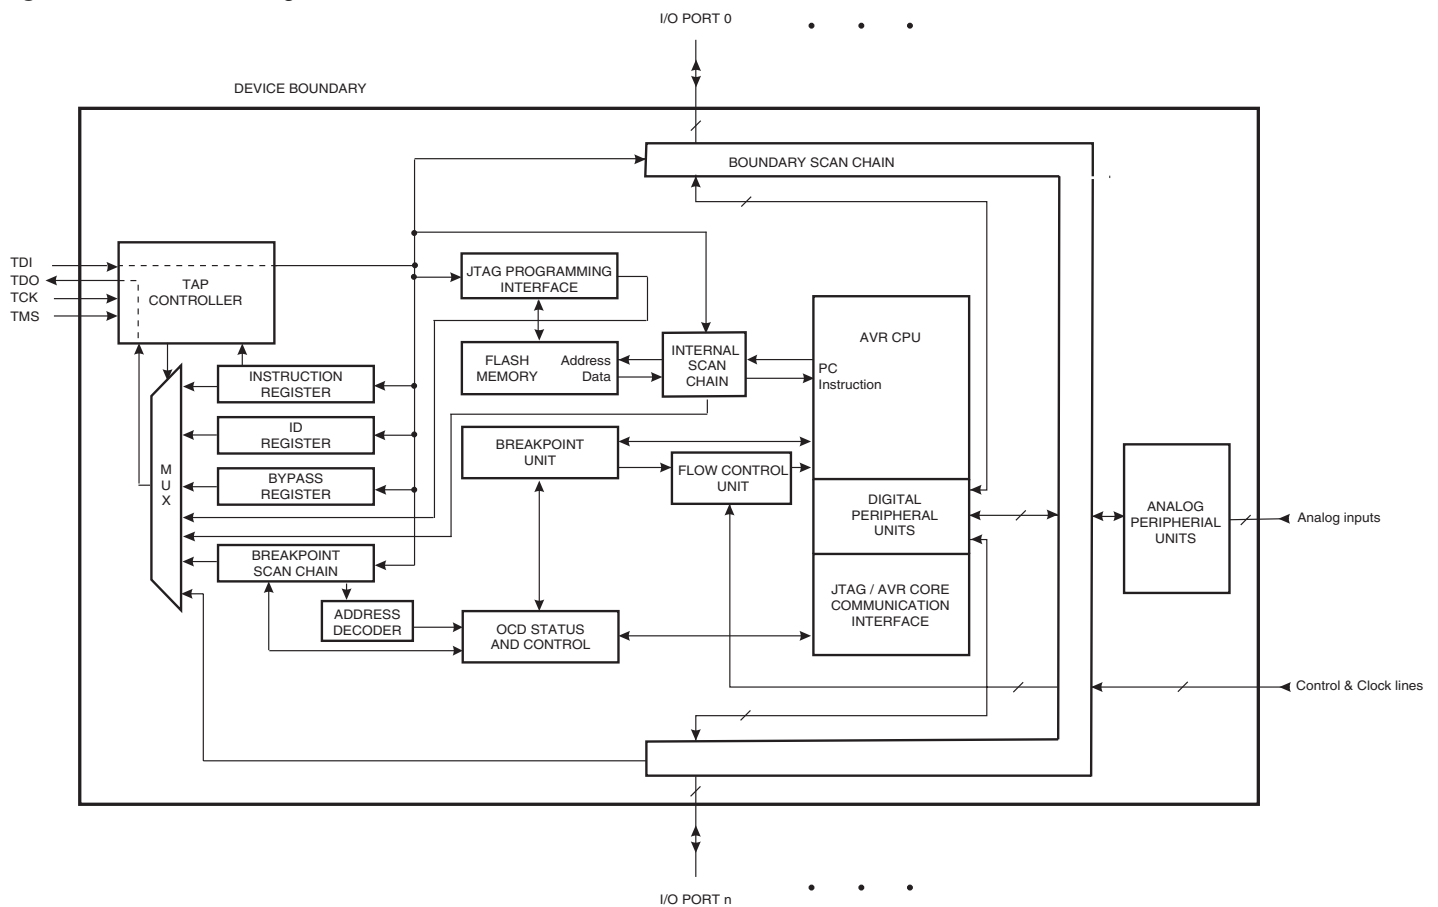 I/O PORT 0
DEVICE BOUNDARY
BOUNDARY SCAN CHAIN
TDI
TDO
TCK
TMS
TAP
CONTROLLER
JTAG PROGRAMMING
INTERFACE
FLASH
MEMORY
Address
Data
INTERNAL
SCAN
CHAIN
AVR CPU
PC
Instruction
INSTRUCTION
REGISTER
ID
REGISTER
BYPASS
REGISTER
M
U
X
BREAKPOINT
SCAN CHAIN
ADDRESS
DECODER
BREAKPOINT
UNIT
FLOW CONTROL
UNIT
OCD STATUS
AND CONTROL
DIGITAL
PERIPHERAL
UNITS
JTAG / AVR CORE
COMMUNICATION
INTERFACE
ANALOG
PERIPHERIAL
UNITS
Analog inputs
Control & Clock lines
I/O PORT n